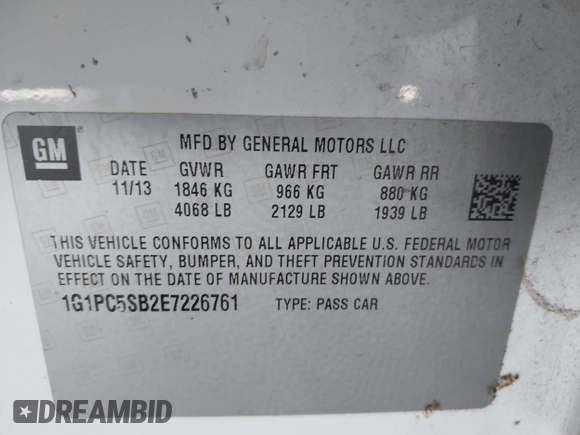 GM
MFD BY GENERAL MOTORS LLC
DATE GVWR GAWR FRT GAWR RR
11/13 1846 KG 966 KG 880 KG
4068 LB 2129 LB 1939 LB
THIS VEHICLE CONFORMS TO ALL APPLICABLE U.S. FEDERAL MOTOR
VEHICLE SAFETY, BUMPER, AND THEFT PREVENTION STANDARDS IN
EFFECT ON THE DATE OF MANUFACTURE SHOWN ABOVE.
1G1PC5SB2E7226761 TYPE: PASS CAR
DREAMBID